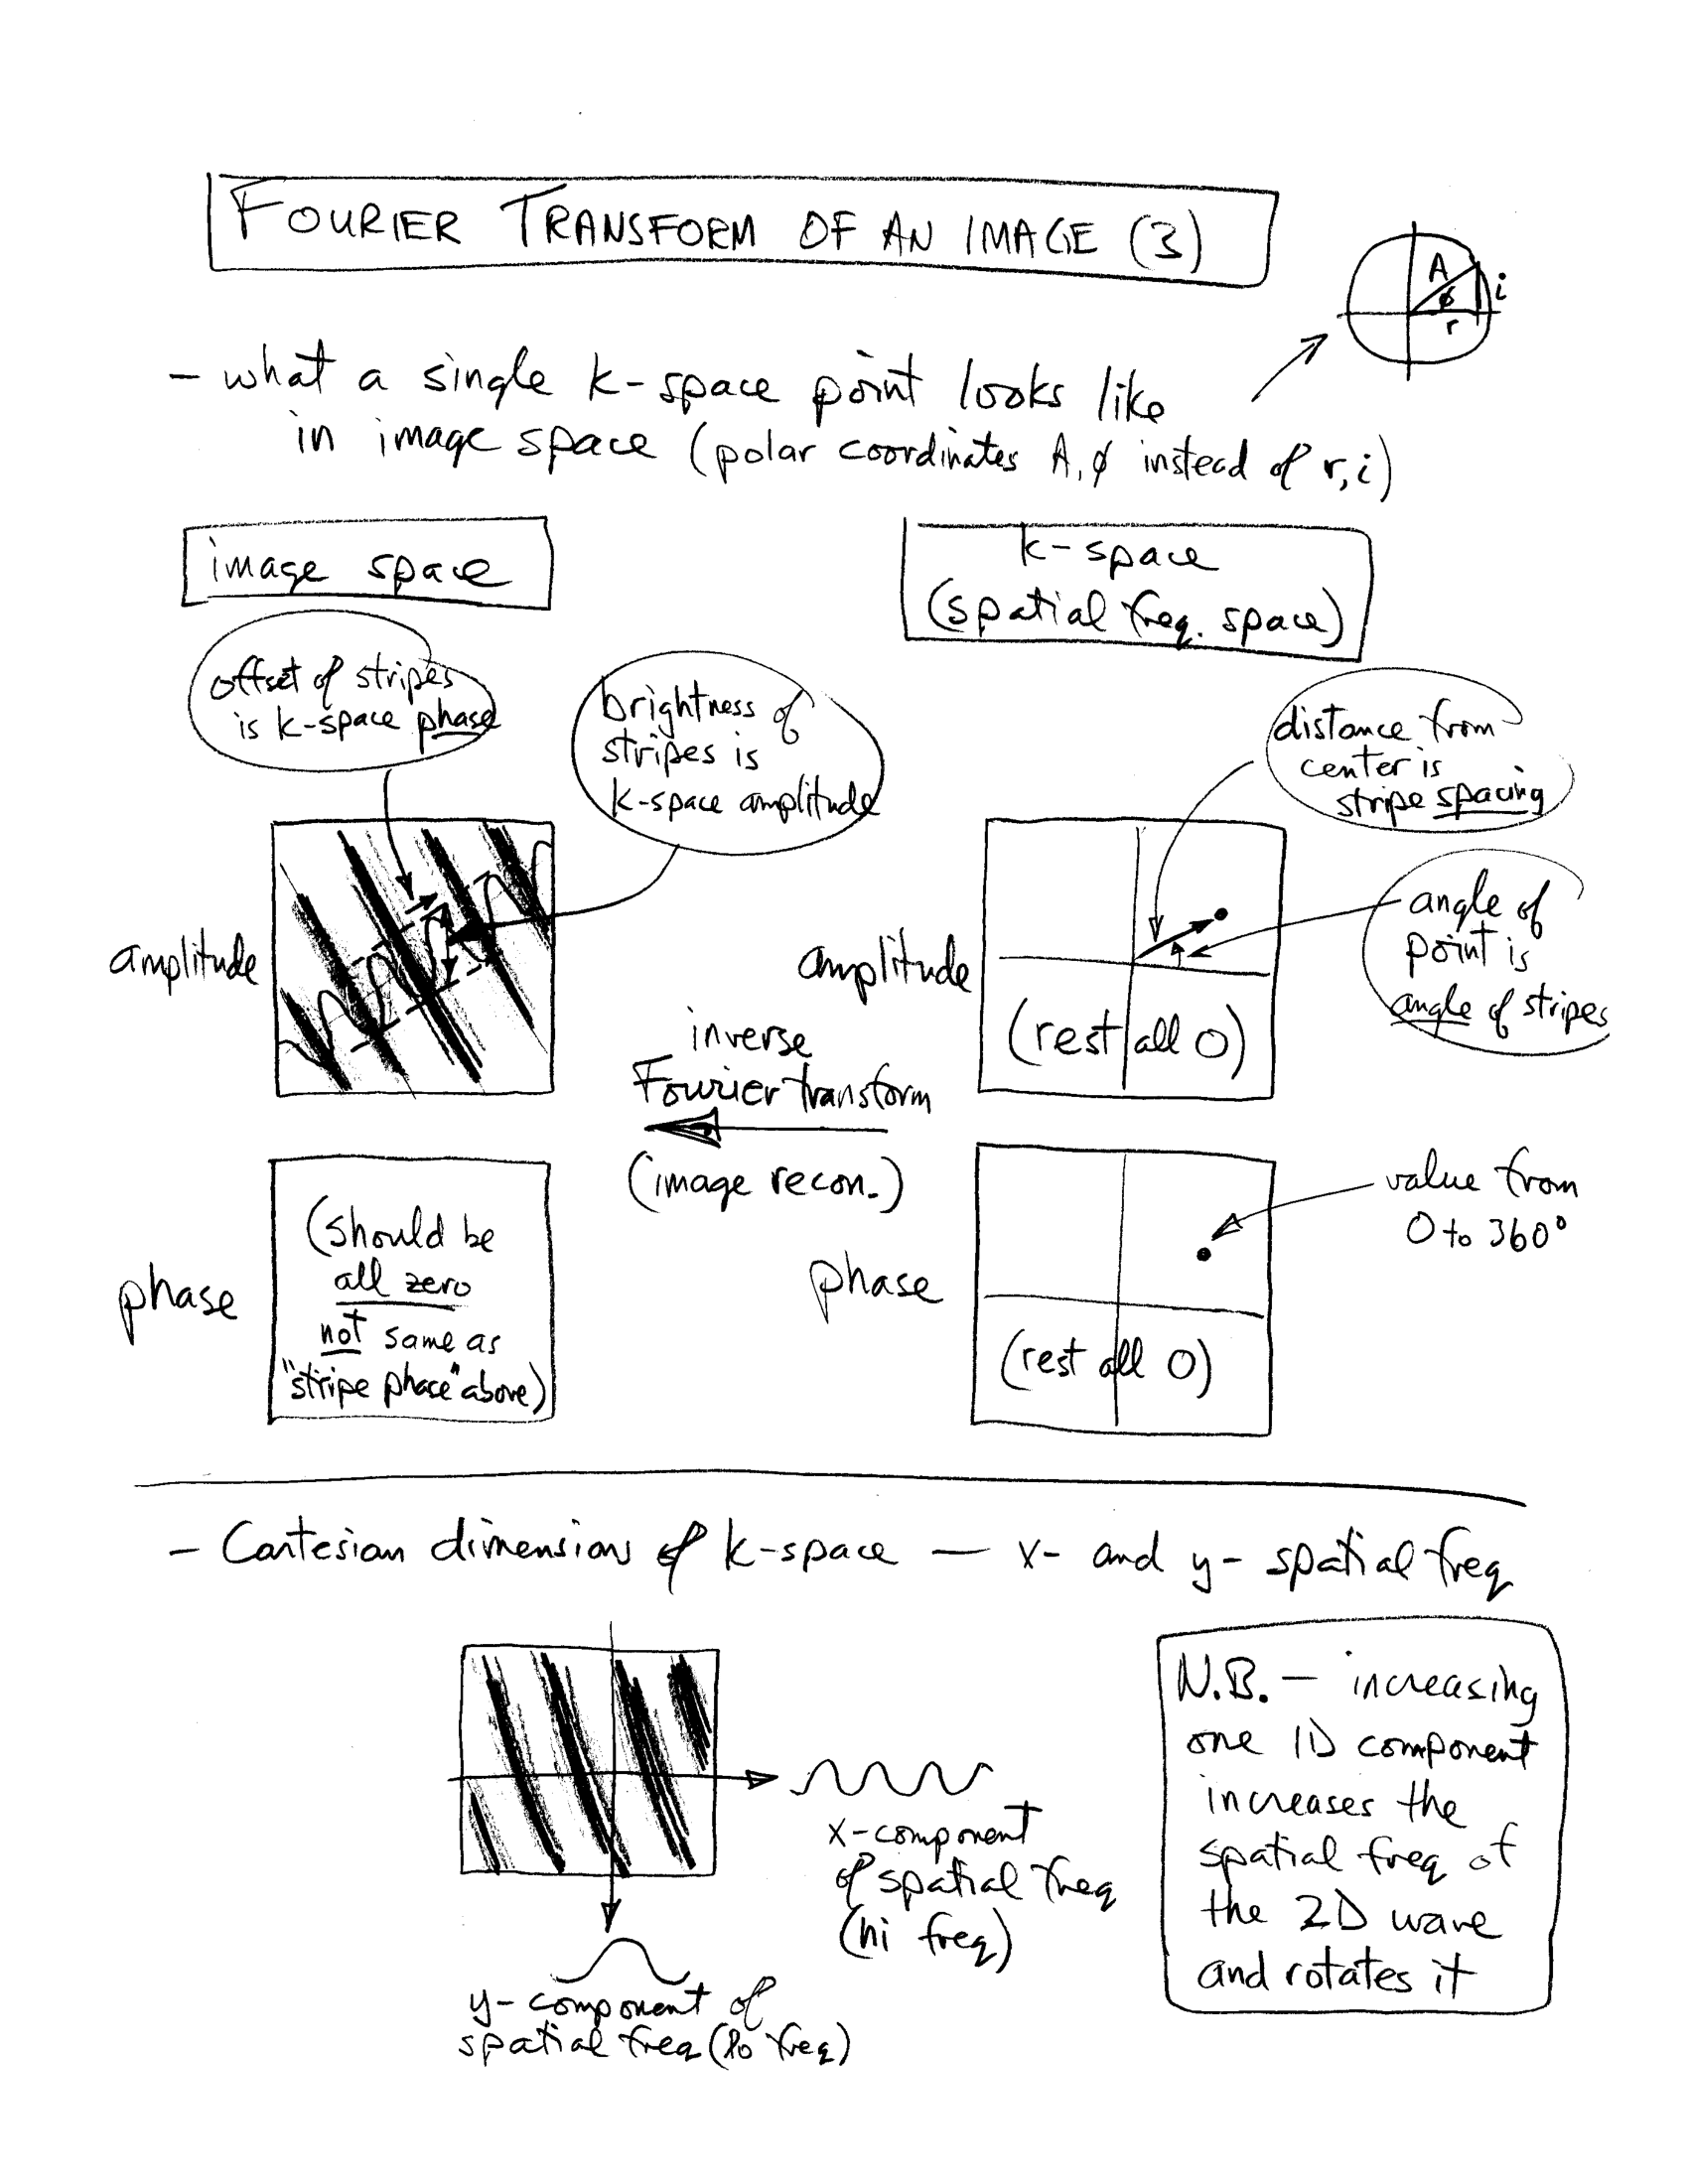 FOURIER TRANSFORM OF AN IMAGE (3)
A
φ
i
r
- what a single k-space point looks like
in image space (polar coordinates A, φ instead of r, i)
image space
k-space
(spatial freq. space)
offset of stripes
is k-space phase
brightness of
stripes is
k-space amplitude
distance from
center is
stripe spacing
angle of
point is
angle of stripes
amplitude
amplitude
(rest all 0)
inverse
Fourier transform
(image recon.)
phase
(should be
all zero
not same as
"stripe phase" above)
phase
(rest all 0)
value from
0 to 360°
- Cartesian dimensions of k-space — x- and y- spatial freq
x-component
of spatial freq
(hi freq)
y-component of
spatial freq (lo freq)
N.B. - increasing
one 1D component
increases the
spatial freq of
the 2D wave
and rotates it